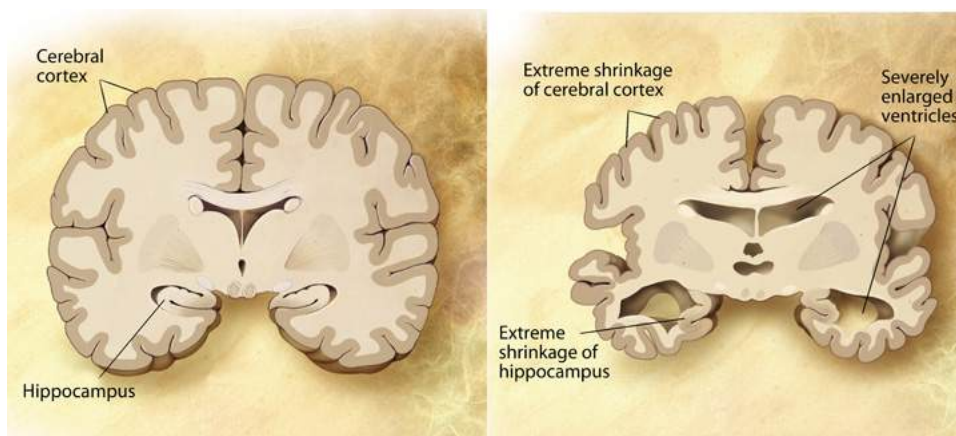 Cerebral
cortex
Hippocampus
Extreme shrinkage
of cerebral cortex
Severely
enlarged
ventricles
Extreme
shrinkage of
hippocampus